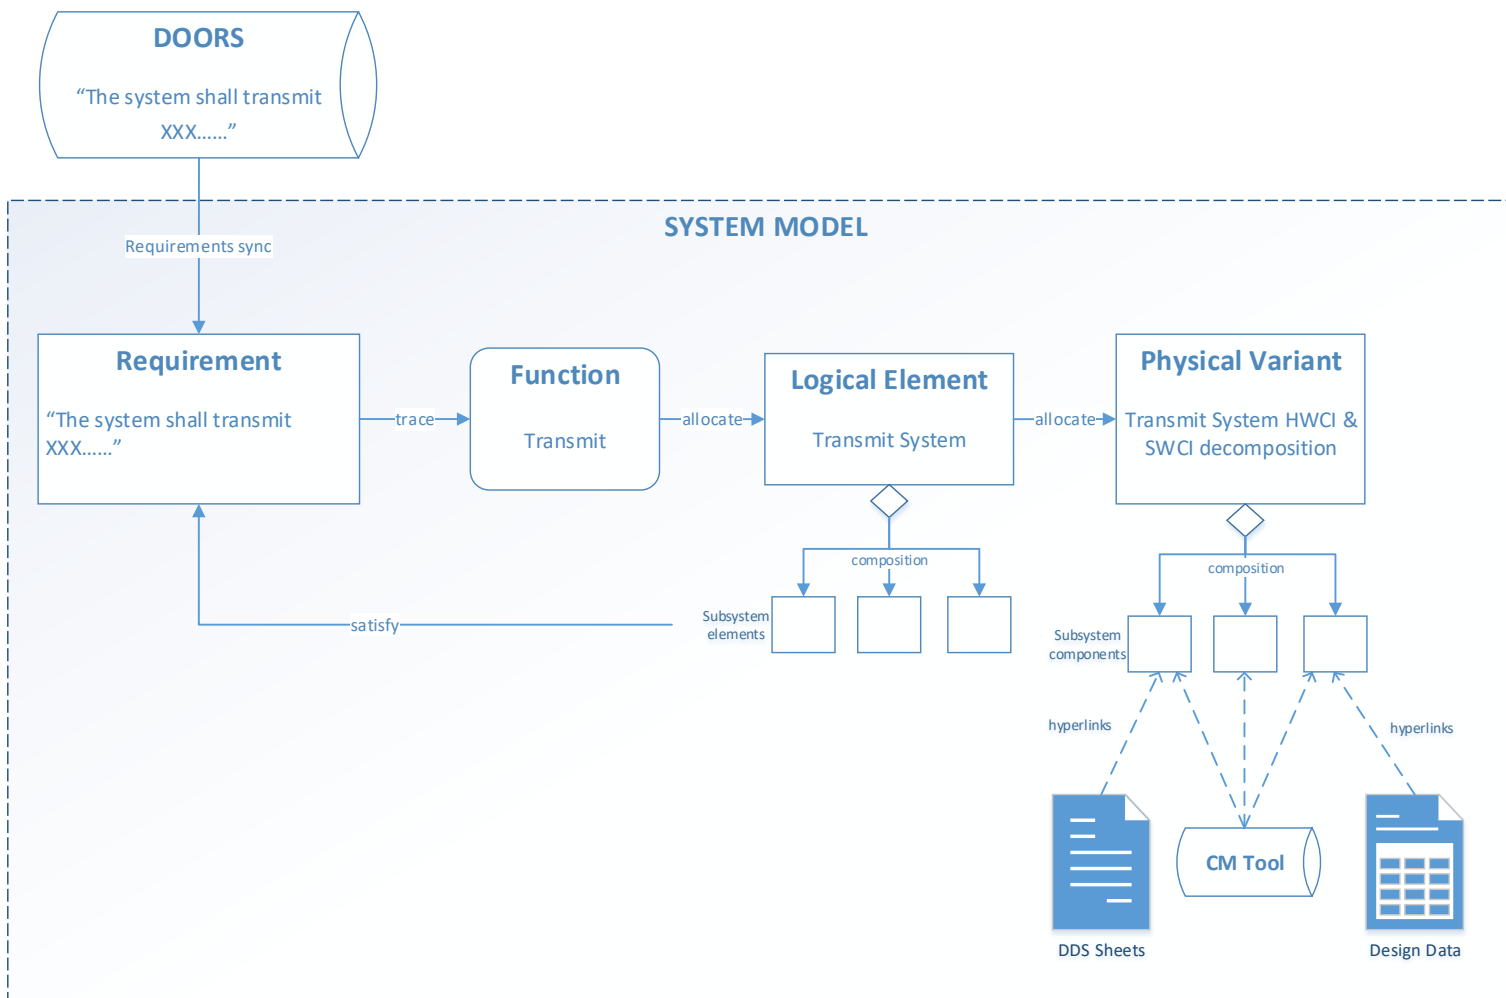 DOORS
“The system shall transmit
XXX......”
SYSTEM MODEL
Requirements sync
Requirement
“The system shall transmit
XXX......”
trace
Function
Transmit
allocate
Logical Element
Transmit System
allocate
Physical Variant
Transmit System HWCI &
SWCI decomposition
composition
composition
satisfy
Subsystem
elements
Subsystem
components
hyperlinks
hyperlinks
CM Tool
DDS Sheets
Design Data